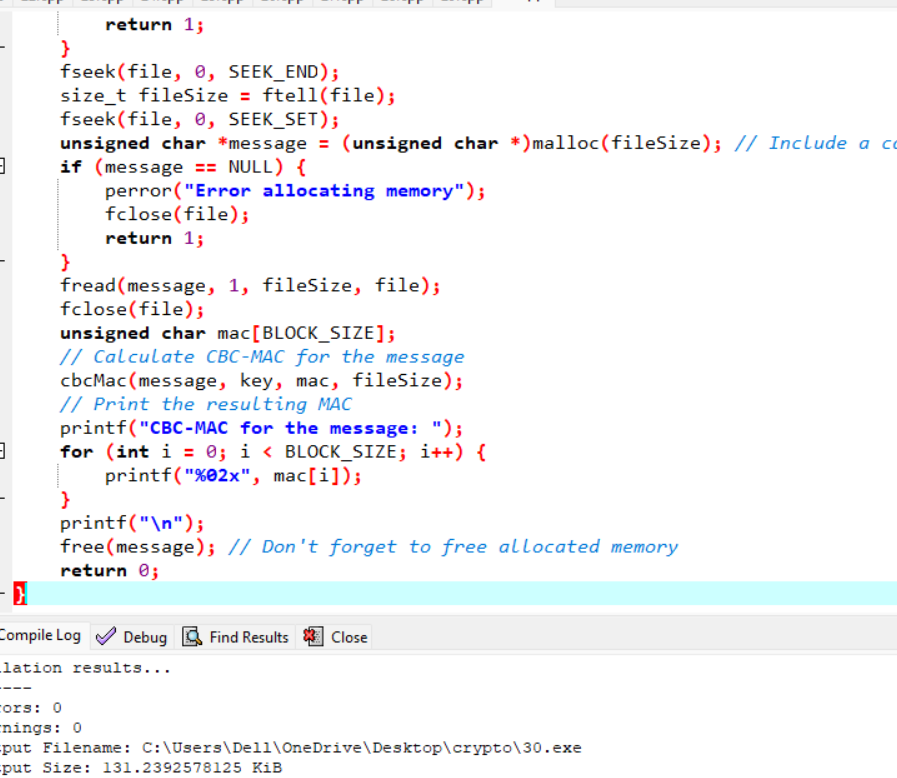 return 1;
}
fseek(file, 0, SEEK_END);
size_t fileSize = ftell(file);
fseek(file, 0, SEEK_SET);
unsigned char *message = (unsigned char *)malloc(fileSize); // Include a
if (message == NULL) {
perror("Error allocating memory");
fclose(file);
return 1;
}
fread(message, 1, fileSize, file);
fclose(file);
unsigned char mac[BLOCK_SIZE];
// Calculate CBC-MAC for the message
cbcMac(message, key, mac, fileSize);
// Print the resulting MAC
printf("CBC-MAC for the message: ");
for (int i = 0; i < BLOCK_SIZE; i++) {
printf("%02x", mac[i]);
}
printf("\n");
free(message); // Don't forget to free allocated memory
return 0;
}
Compile Log Debug Find Results Close
lation results...
----
ors: 0
nings: 0
put Filename: C:\Users\Dell\OneDrive\Desktop\crypto\30.exe
put Size: 131.2392578125 KiB